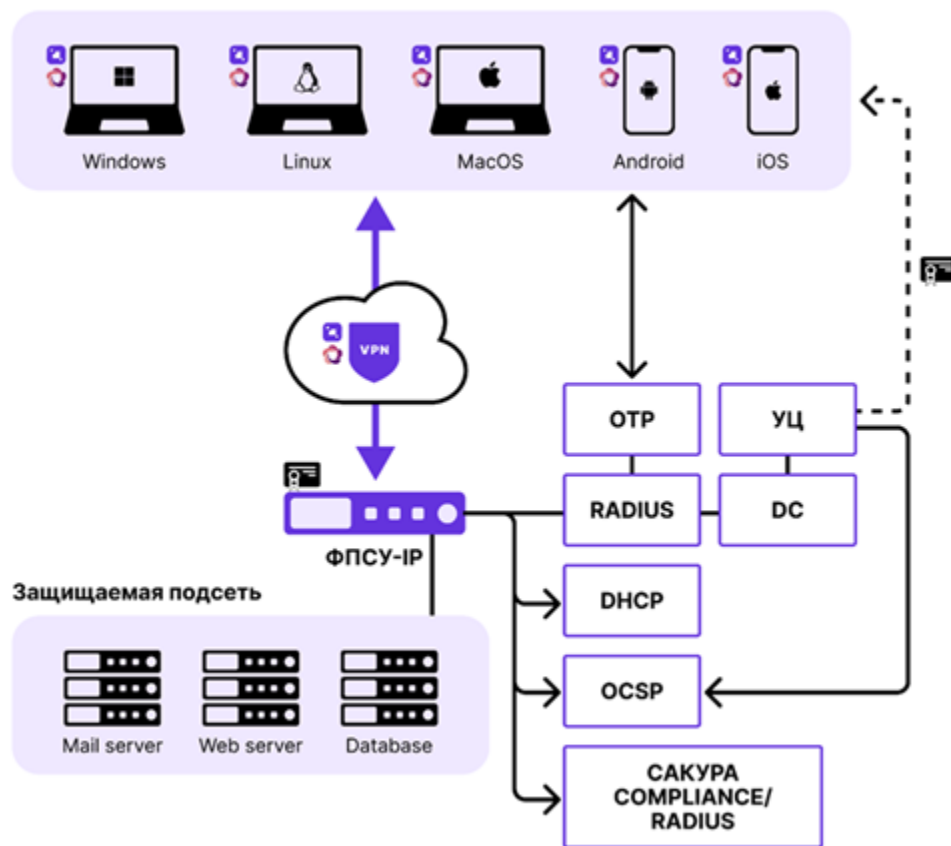 Windows
Linux
MacOS
Android
iOS
VPN
OTP
УЦ
RADIUS
DC
ФПСУ-IP
DHCP
Защищаемая подсеть
OCSP
Mail server
Web server
Database
САКУРА
COMPLIANCE/
RADIUS